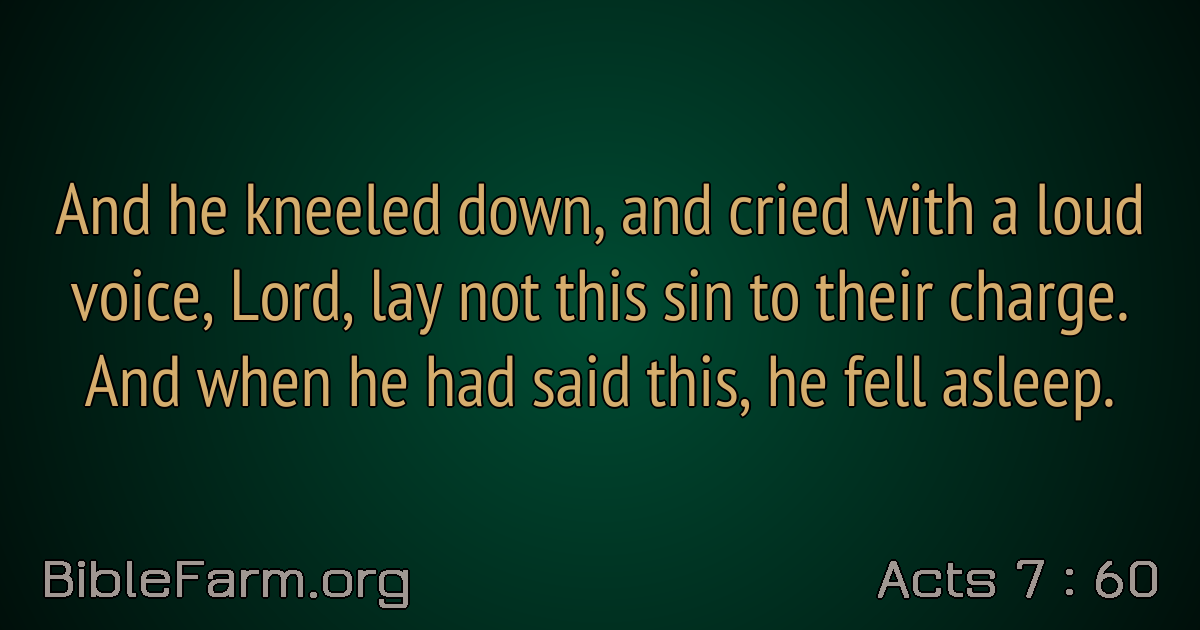 And he kneeled down, and cried with a loud
voice, Lord, lay not this sin to their charge.
And when he had said this, he fell asleep.
BibleFarm.org
Acts 7 : 60